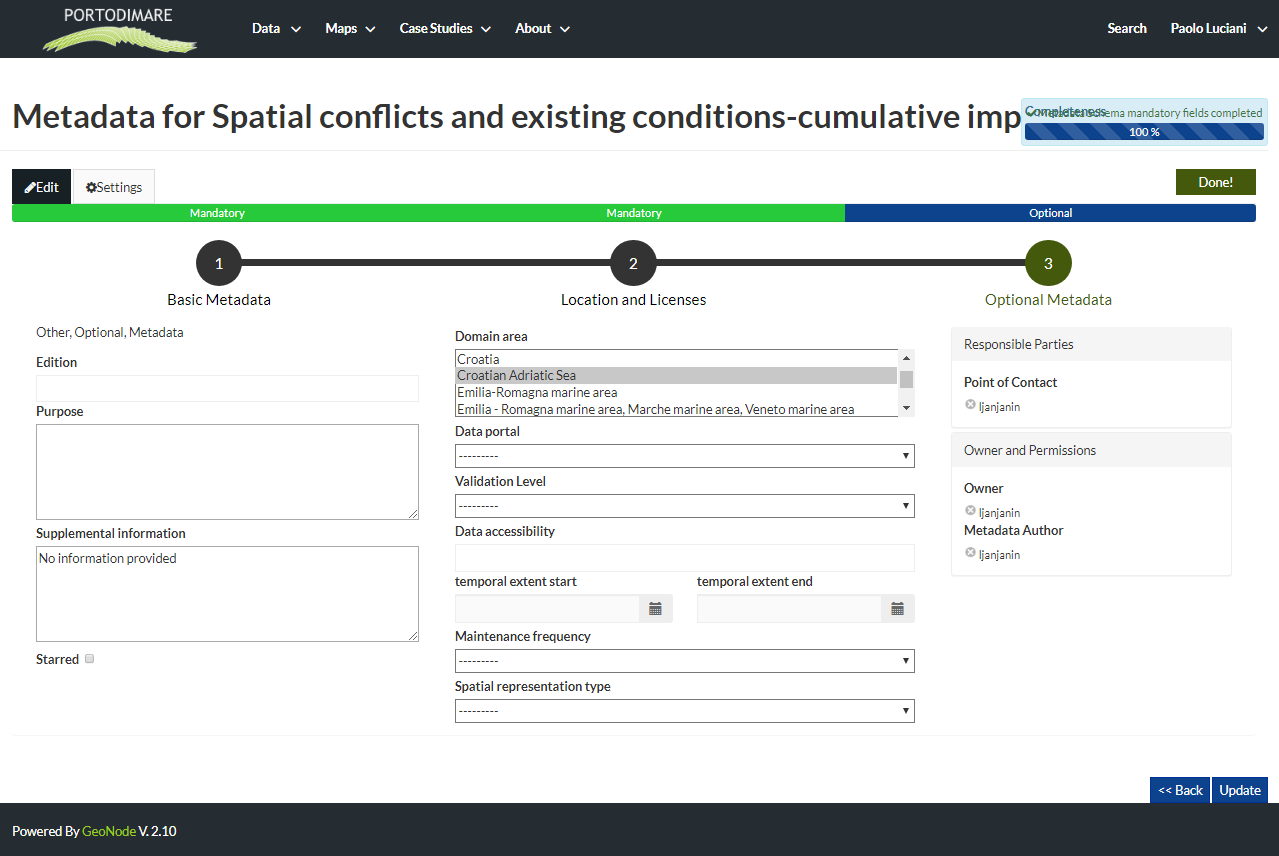 PORTODIMARE
Data
Maps
Case Studies
About
Search
Paolo Luciani
Metadata for Spatial conflicts and existing conditions-cumulative imp
Completeness
Metadata Schema mandatory fields completed
100 %
Edit
Settings
Done!
Mandatory
Mandatory
Optional
1
2
3
Basic Metadata
Location and Licenses
Optional Metadata
Other, Optional, Metadata
Edition
Purpose
Supplemental information
No information provided
Starred
Domain area
Croatia
Croatian Adriatic Sea
Emilia-Romagna marine area
Emilia - Romagna marine area, Marche marine area, Veneto marine area
Data portal
---------
Validation Level
---------
Data accessibility
temporal extent start
temporal extent end
Maintenance frequency
---------
Spatial representation type
---------
Responsible Parties
Point of Contact
ljanjanin
Owner and Permissions
Owner
ljanjanin
Metadata Author
ljanjanin
<< Back
Update
Powered By GeoNode V. 2.10